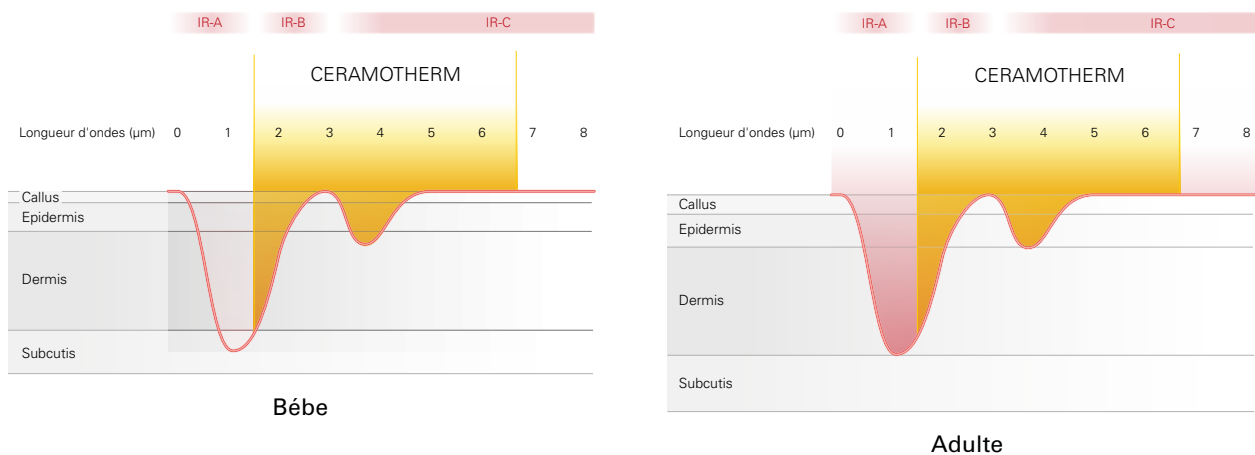 IR-A IR-B IR-C
CERAMOTHERM
Longueur d'ondes (µm) 0 1 2 3 4 5 6 7 8
Callus
Epidermis
Dermis
Subcutis
Bébe
IR-A IR-B IR-C
CERAMOTHERM
Longueur d'ondes (µm) 0 1 2 3 4 5 6 7 8
Callus
Epidermis
Dermis
Subcutis
Adulte